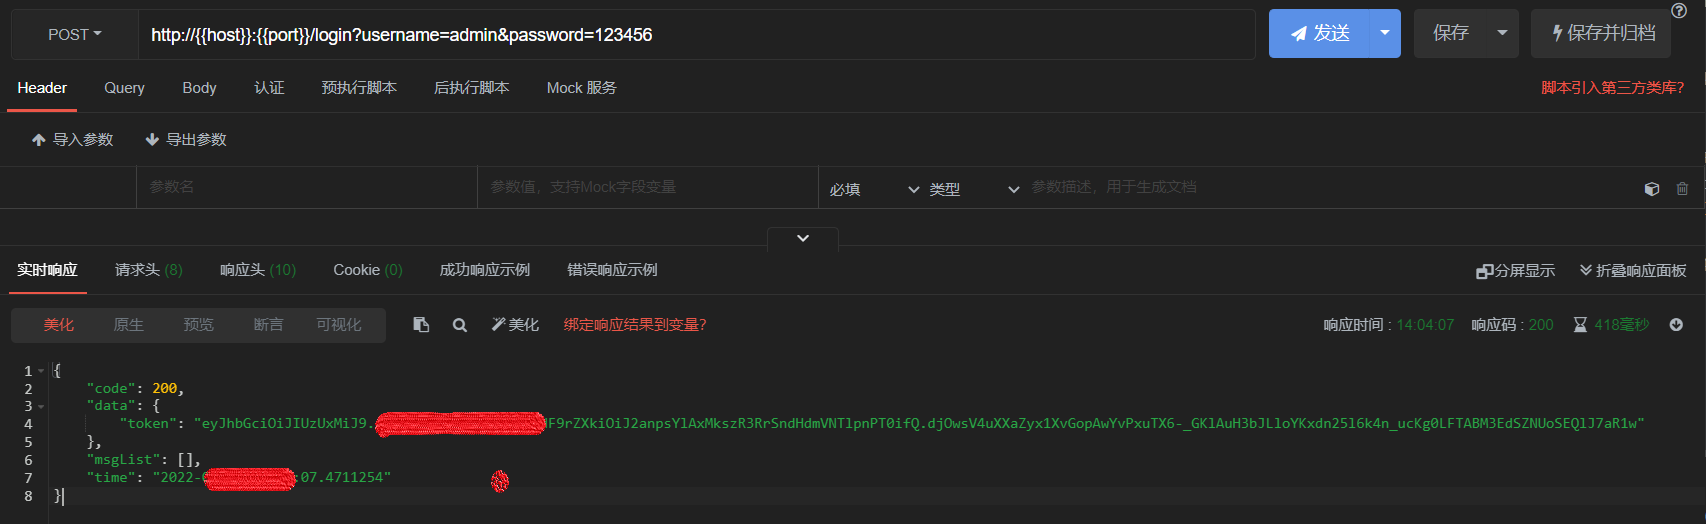 POST http://{{host}}:{{port}}/login?username=admin&password=123456 发送 保存 保存并归档
Header Query Body 认证 预执行脚本 后执行脚本 Mock 服务 脚本引入第三方类库?
导入参数 导出参数
参数名 参数值，支持Mock字段变量 必填 类型 参数描述，用于生成文档
实时响应 请求头 (8) 响应头 (10) Cookie (0) 成功响应示例 错误响应示例 分屏显示 折叠响应面板
美化 原生 预览 断言 可视化 美化 绑定响应结果到变量? 响应时间 : 14:04:07 响应码 : 200 418毫秒
1 {
2 "code": 200,
3 "data": {
4 "token": "eyJhbGciOiJIUzUxMiJ9. F9rZXkiOiJ2anpsYlAxMkszR3RrSndHdmVNTlpnPT0ifQ.djOwsV4uXXaZyx1XvGopAwYvPxuTX6-_GKlAuH3bJLloYKxdn25l6k4n_ucKg0LFTABM3EdSZNUoSEQlJ7aR1w"
5 },
6 "msgList": [],
7 "time": "2022- :07.4711254"
8 }